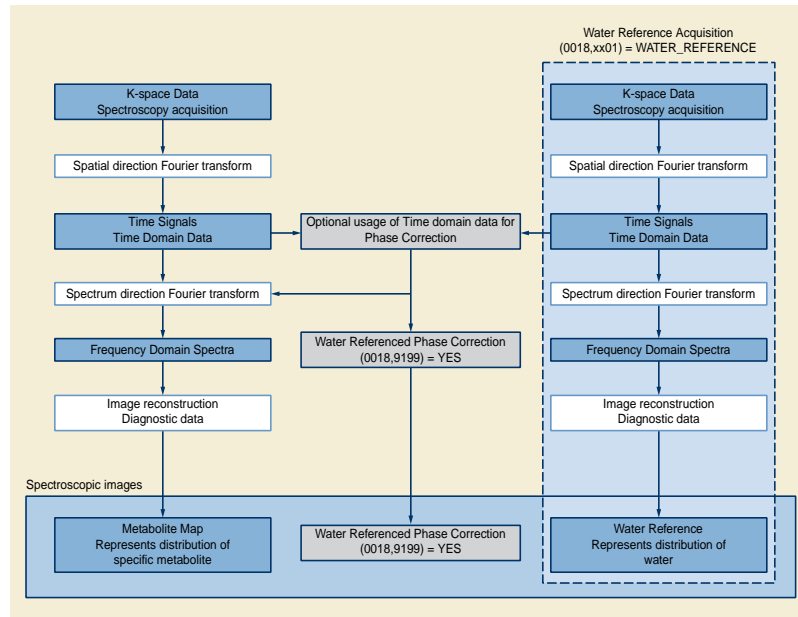 Water Reference Acquisition
(0018,xx01) = WATER_REFERENCE
K-space Data
Spectroscopy acquisition
K-space Data
Spectroscopy acquisition
Spatial direction Fourier transform
Spatial direction Fourier transform
Time Signals
Time Domain Data
Optional usage of Time domain data for
Phase Correction
Time Signals
Time Domain Data
Spectrum direction Fourier transform
Spectrum direction Fourier transform
Water Referenced Phase Correction
(0018,9199) = YES
Frequency Domain Spectra
Frequency Domain Spectra
Image reconstruction
Diagnostic data
Image reconstruction
Diagnostic data
Spectroscopic images
Metabolite Map
Represents distribution of
specific metabolite
Water Referenced Phase Correction
(0018,9199) = YES
Water Reference
Represents distribution of
water